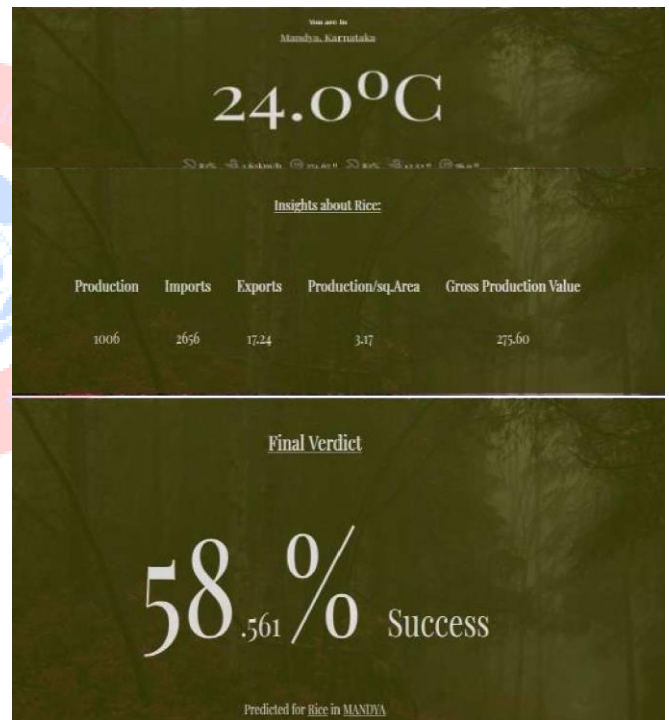 You are in
Mandya, Karnataka
24.0°C
Insights about Rice:
Production Imports Exports Production/sq.Area Gross Production Value
1006 2656 17.24 3.17 275.60
Final Verdict
58.561% Success
Predicted for Rice in MANDYA